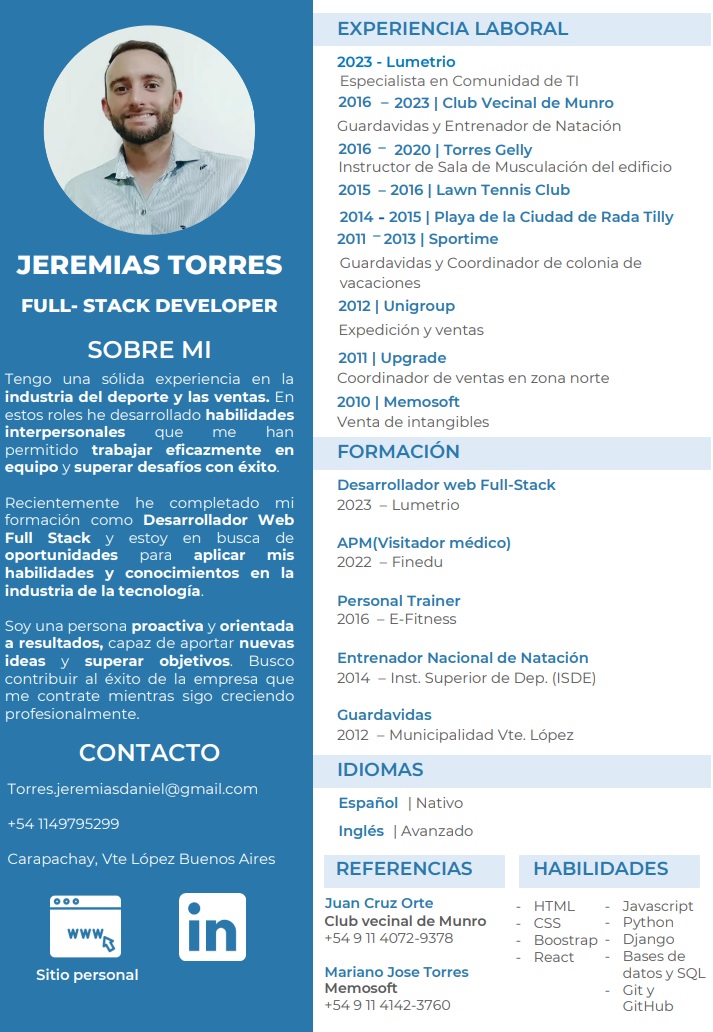 JEREMIAS TORRES
FULL- STACK DEVELOPER
SOBRE MI
Tengo una sólida experiencia en la
industria del deporte y las ventas. En
estos roles he desarrollado habilidades
interpersonales que me han
permitido trabajar eficazmente en
equipo y superar desafíos con éxito.
Recientemente he completado mi
formación como Desarrollador Web
Full Stack y estoy en busca de
oportunidades para aplicar mis
habilidades y conocimientos en la
industria de la tecnología.
Soy una persona proactiva y orientada
a resultados, capaz de aportar nuevas
ideas y superar objetivos. Busco
contribuir al éxito de la empresa que
me contrate mientras sigo creciendo
profesionalmente.
CONTACTO
Torres.jeremiasdaniel@gmail.com
+54 1149795299
Carapachay, Vte López Buenos Aires
www
in
Sitio personal
EXPERIENCIA LABORAL
2023 - Lumetrio
Especialista en Comunidad de TI
2016 – 2023 | Club Vecinal de Munro
Guardavidas y Entrenador de Natación
2016 – 2020 | Torres Gelly
Instructor de Sala de Musculación del edificio
2015 – 2016 | Lawn Tennis Club
2014 - 2015 | Playa de la Ciudad de Rada Tilly
2011 – 2013 | Sportime
Guardavidas y Coordinador de colonia de
vacaciones
2012 | Unigroup
Expedición y ventas
2011 | Upgrade
Coordinador de ventas en zona norte
2010 | Memosoft
Venta de intangibles
FORMACIÓN
Desarrollador web Full-Stack
2023 – Lumetrio
APM(Visitador médico)
2022 – Finedu
Personal Trainer
2016 – E-Fitness
Entrenador Nacional de Natación
2014 – Inst. Superior de Dep. (ISDE)
Guardavidas
2012 – Municipalidad Vte. López
IDIOMAS
Español | Nativo
Inglés | Avanzado
REFERENCIAS
Juan Cruz Orte
Club vecinal de Munro
+54 9 11 4072-9378
Mariano Jose Torres
Memosoft
+54 9 11 4142-3760
HABILIDADES
- HTML
- CSS
- Boostrap
- React
- Javascript
- Python
- Django
- Bases de
datos y SQL
- Git y
GitHub